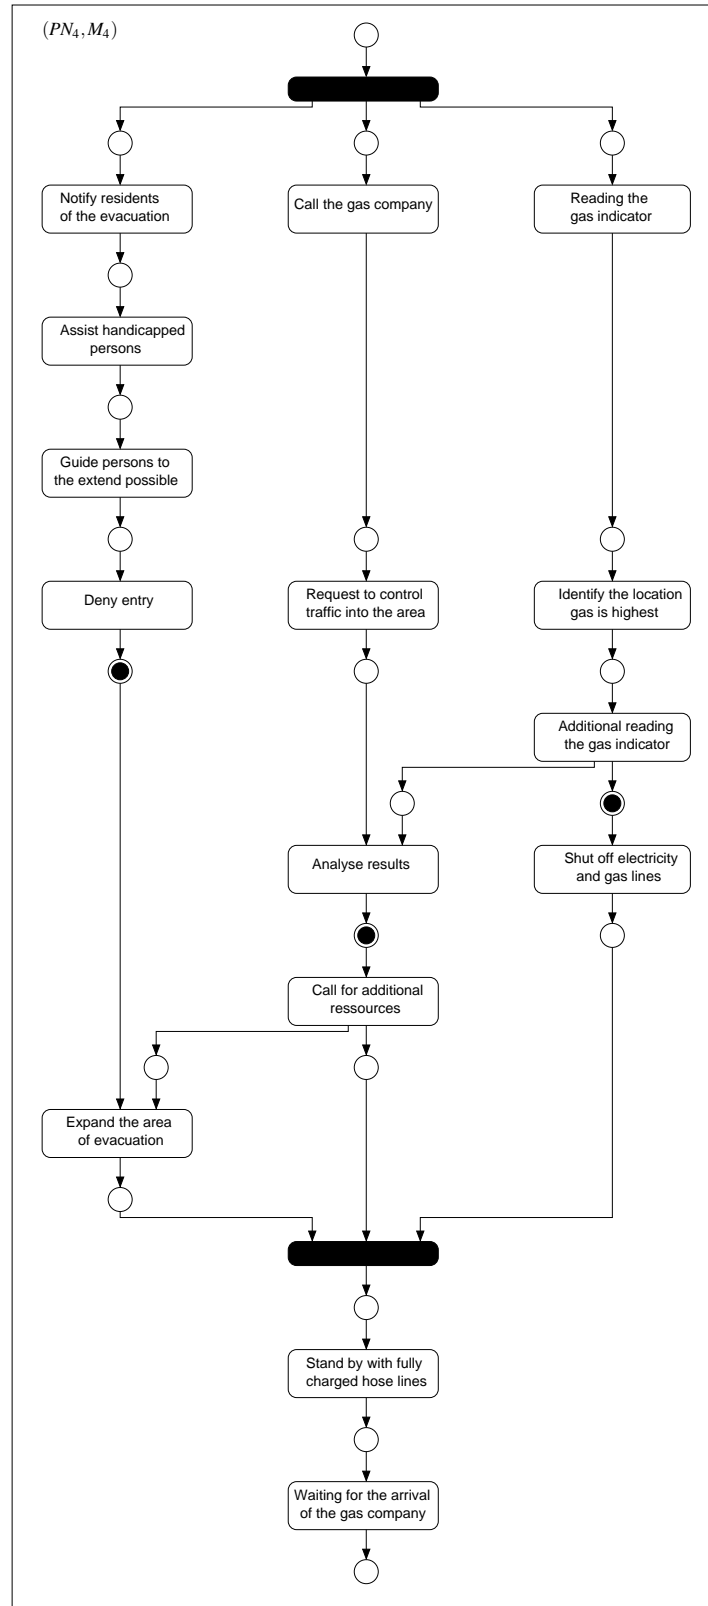 (PN4, M4)
Notify residents
of the evacuation
Call the gas company
Reading the
gas indicator
Assist handicapped
persons
Guide persons to
the extend possible
Deny entry
Request to control
traffic into the area
Identify the location
gas is highest
Additional reading
the gas indicator
Analyse results
Shut off electricity
and gas lines
Call for additional
ressources
Expand the area
of evacuation
Stand by with fully
charged hose lines
Waiting for the arrival
of the gas company